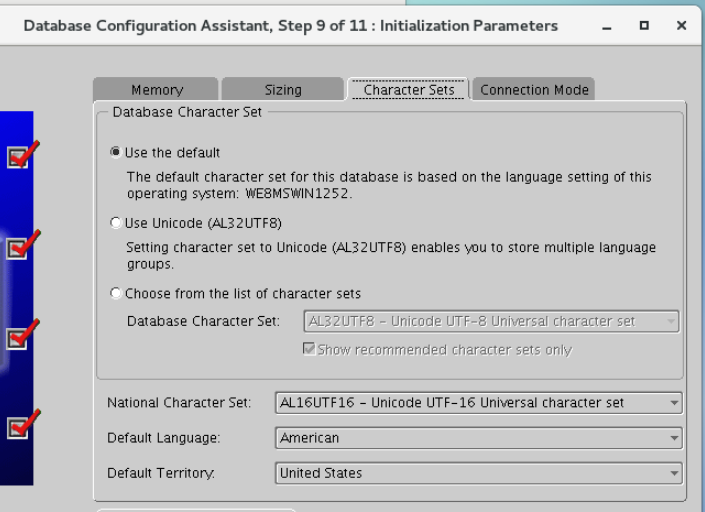 Database Configuration Assistant, Step 9 of 11 : Initialization Parameters
Memory Sizing Character Sets Connection Mode
Database Character Set
Use the default
The default character set for this database is based on the language setting of this
operating system: WE8MSWIN1252.
Use Unicode (AL32UTF8)
Setting character set to Unicode (AL32UTF8) enables you to store multiple language
groups.
Choose from the list of character sets
Database Character Set: AL32UTF8 - Unicode UTF-8 Universal character set
Show recommended character sets only
National Character Set: AL16UTF16 - Unicode UTF-16 Universal character set
Default Language: American
Default Territory: United States